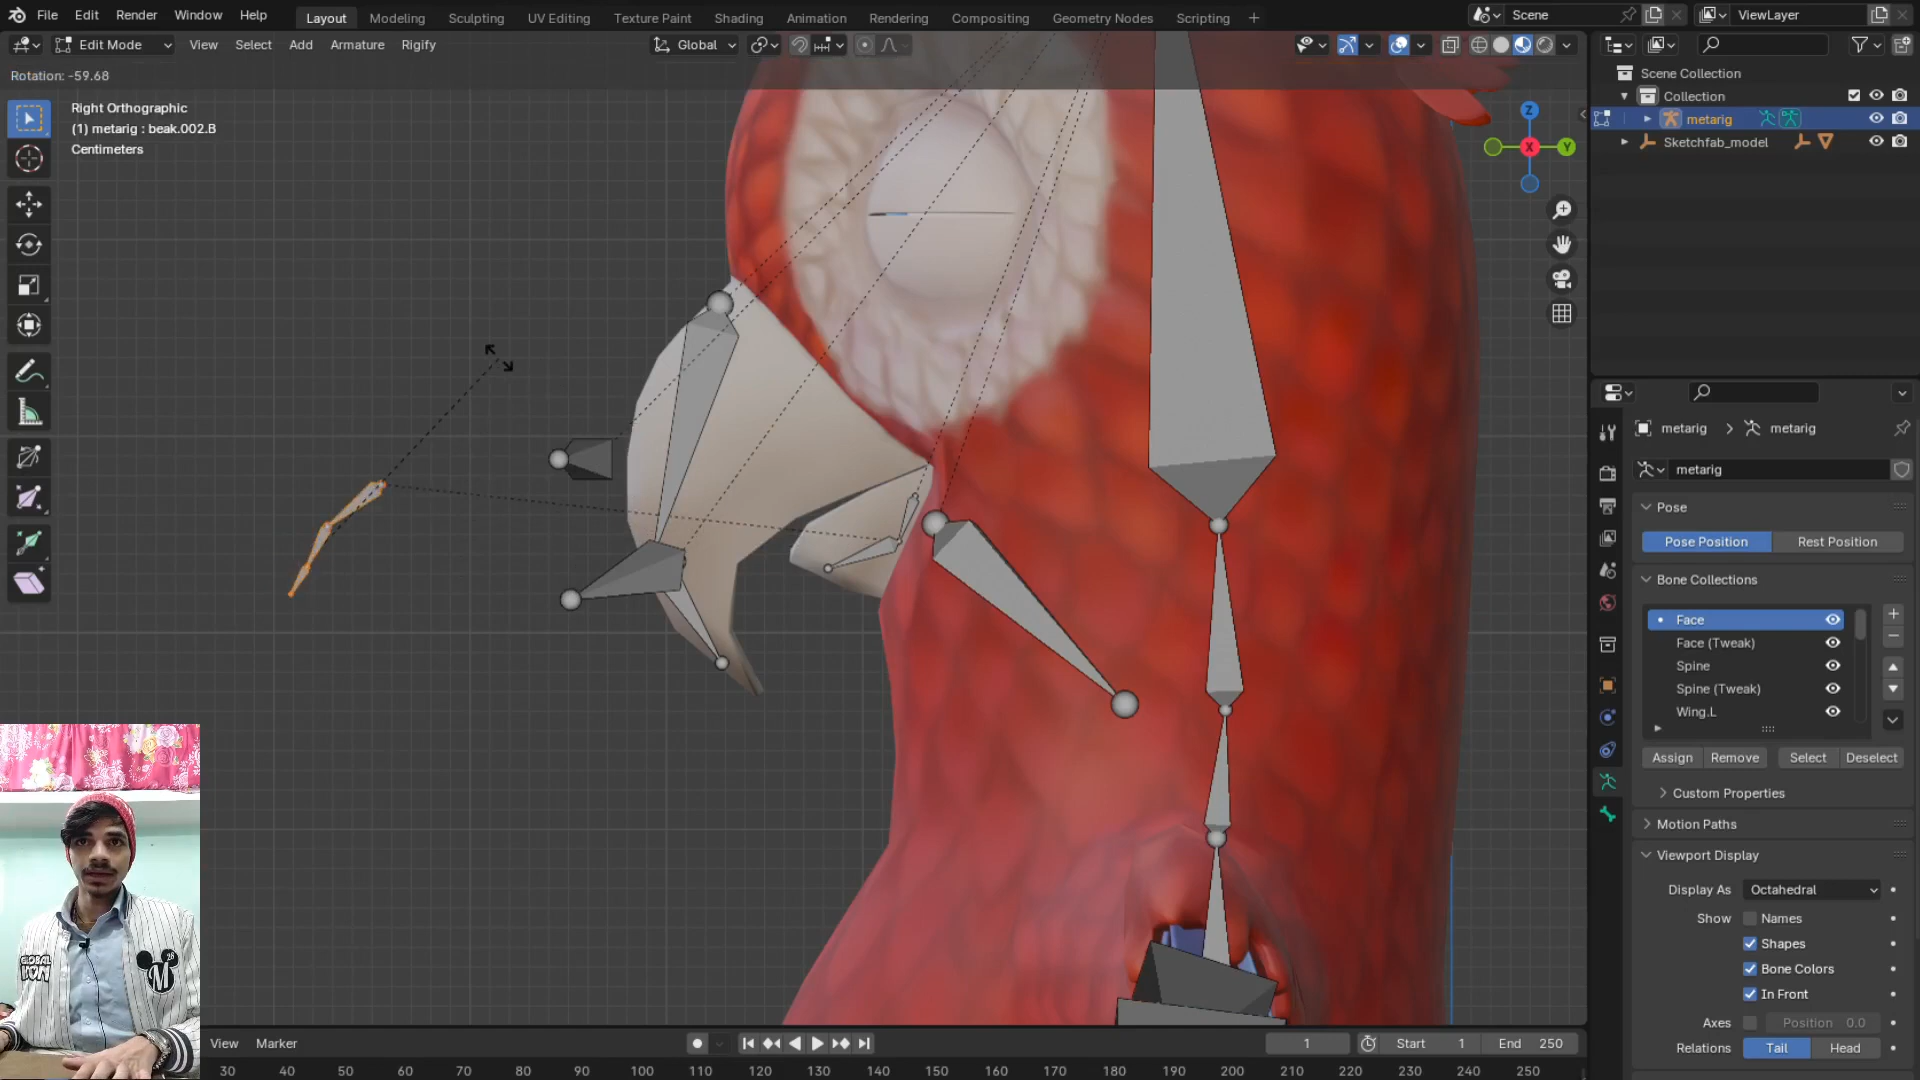 File Edit Render Window Help Layout Modeling Sculpting UV Editing Texture Paint Shading Animation Rendering Compositing Geometry Nodes Scripting + Scene ViewLayer
Edit Mode View Select Add Armature Rigify Global
Rotation: -59.68
Right Orthographic
(1) metarig : beak.002.B
Centimeters
Z
X
Y
Scene Collection
Collection
metarig
Sketchfab_model
metarig > metarig
metarig
Pose
Pose Position Rest Position
Bone Collections
Face
Face (Tweak)
Spine
Spine (Tweak)
Wing.L
Assign Remove Select Deselect
Custom Properties
Motion Paths
Viewport Display
Display As Octahedral
Show Names
Shapes
Bone Colors
In Front
Axes Position 0.0
Relations Tail Head
GLOBAL
ICON
M
28
View Marker 1 Start 1 End 250
30 40 50 60 70 80 90 100 110 120 130 140 150 160 170 180 190 200 210 220 230 240 250